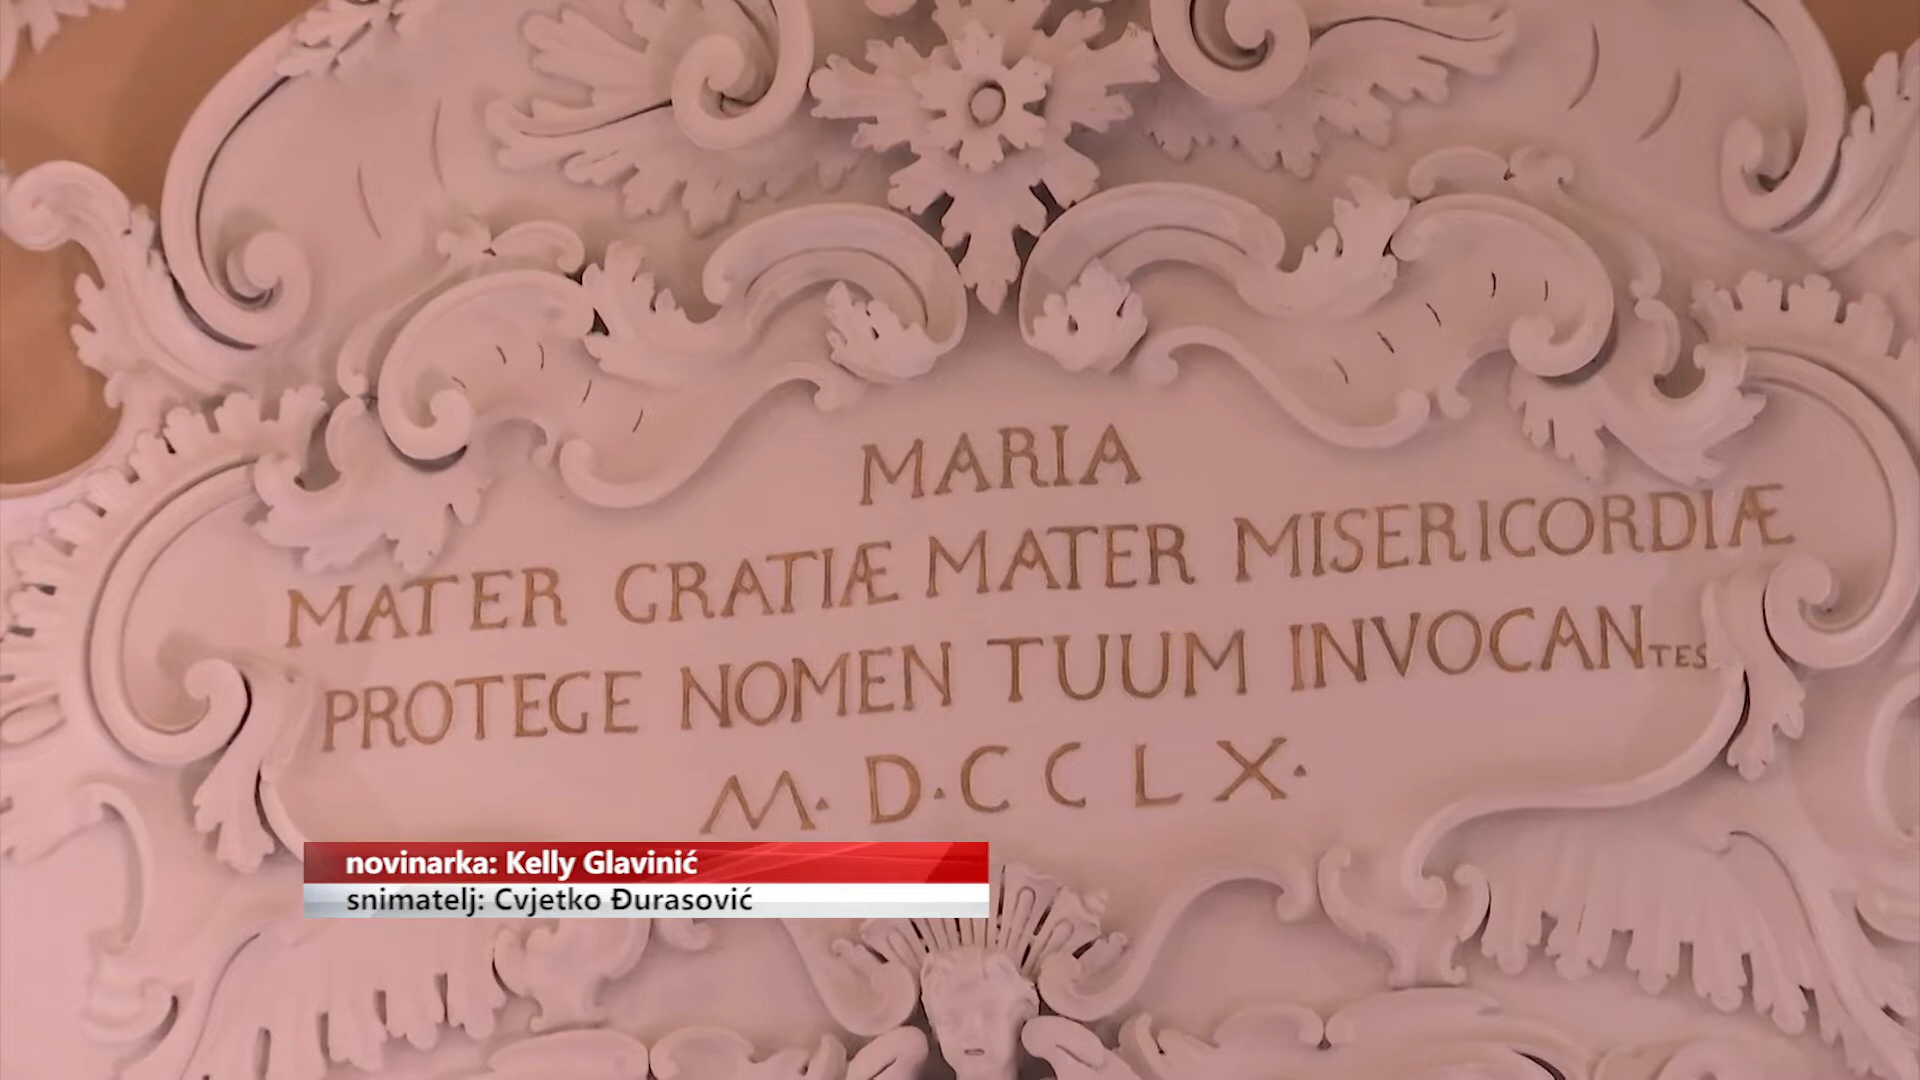 MARIA
MATER GRATIÆ MATER MISERICORDIÆ
PROTEGE NOMEN TUUM INVOCANTES
M·D·CCLX·
novinarka: Kelly Glavinić
snimatelj: Cvjetko Đurasović